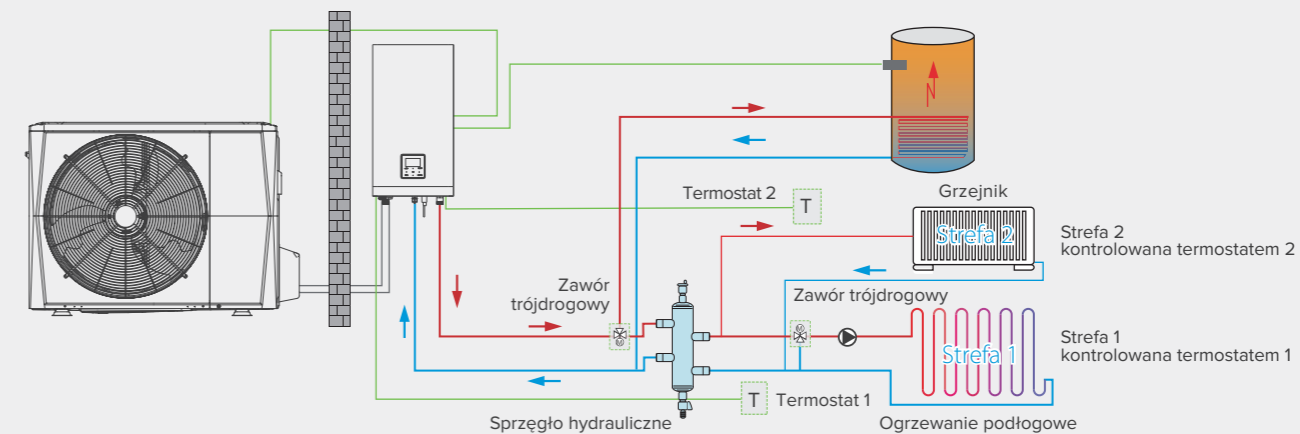 Termostat 2
T
Grzejnik
Strefa 2
Strefa 2
kontrolowana termostatem 2
Zawór
trójdrogowy
M
Zawór trójdrogowy
M
Strefa 1
Strefa 1
kontrolowana termostatem 1
T
Termostat 1
Sprzęgło hydrauliczne
Ogrzewanie podłogowe